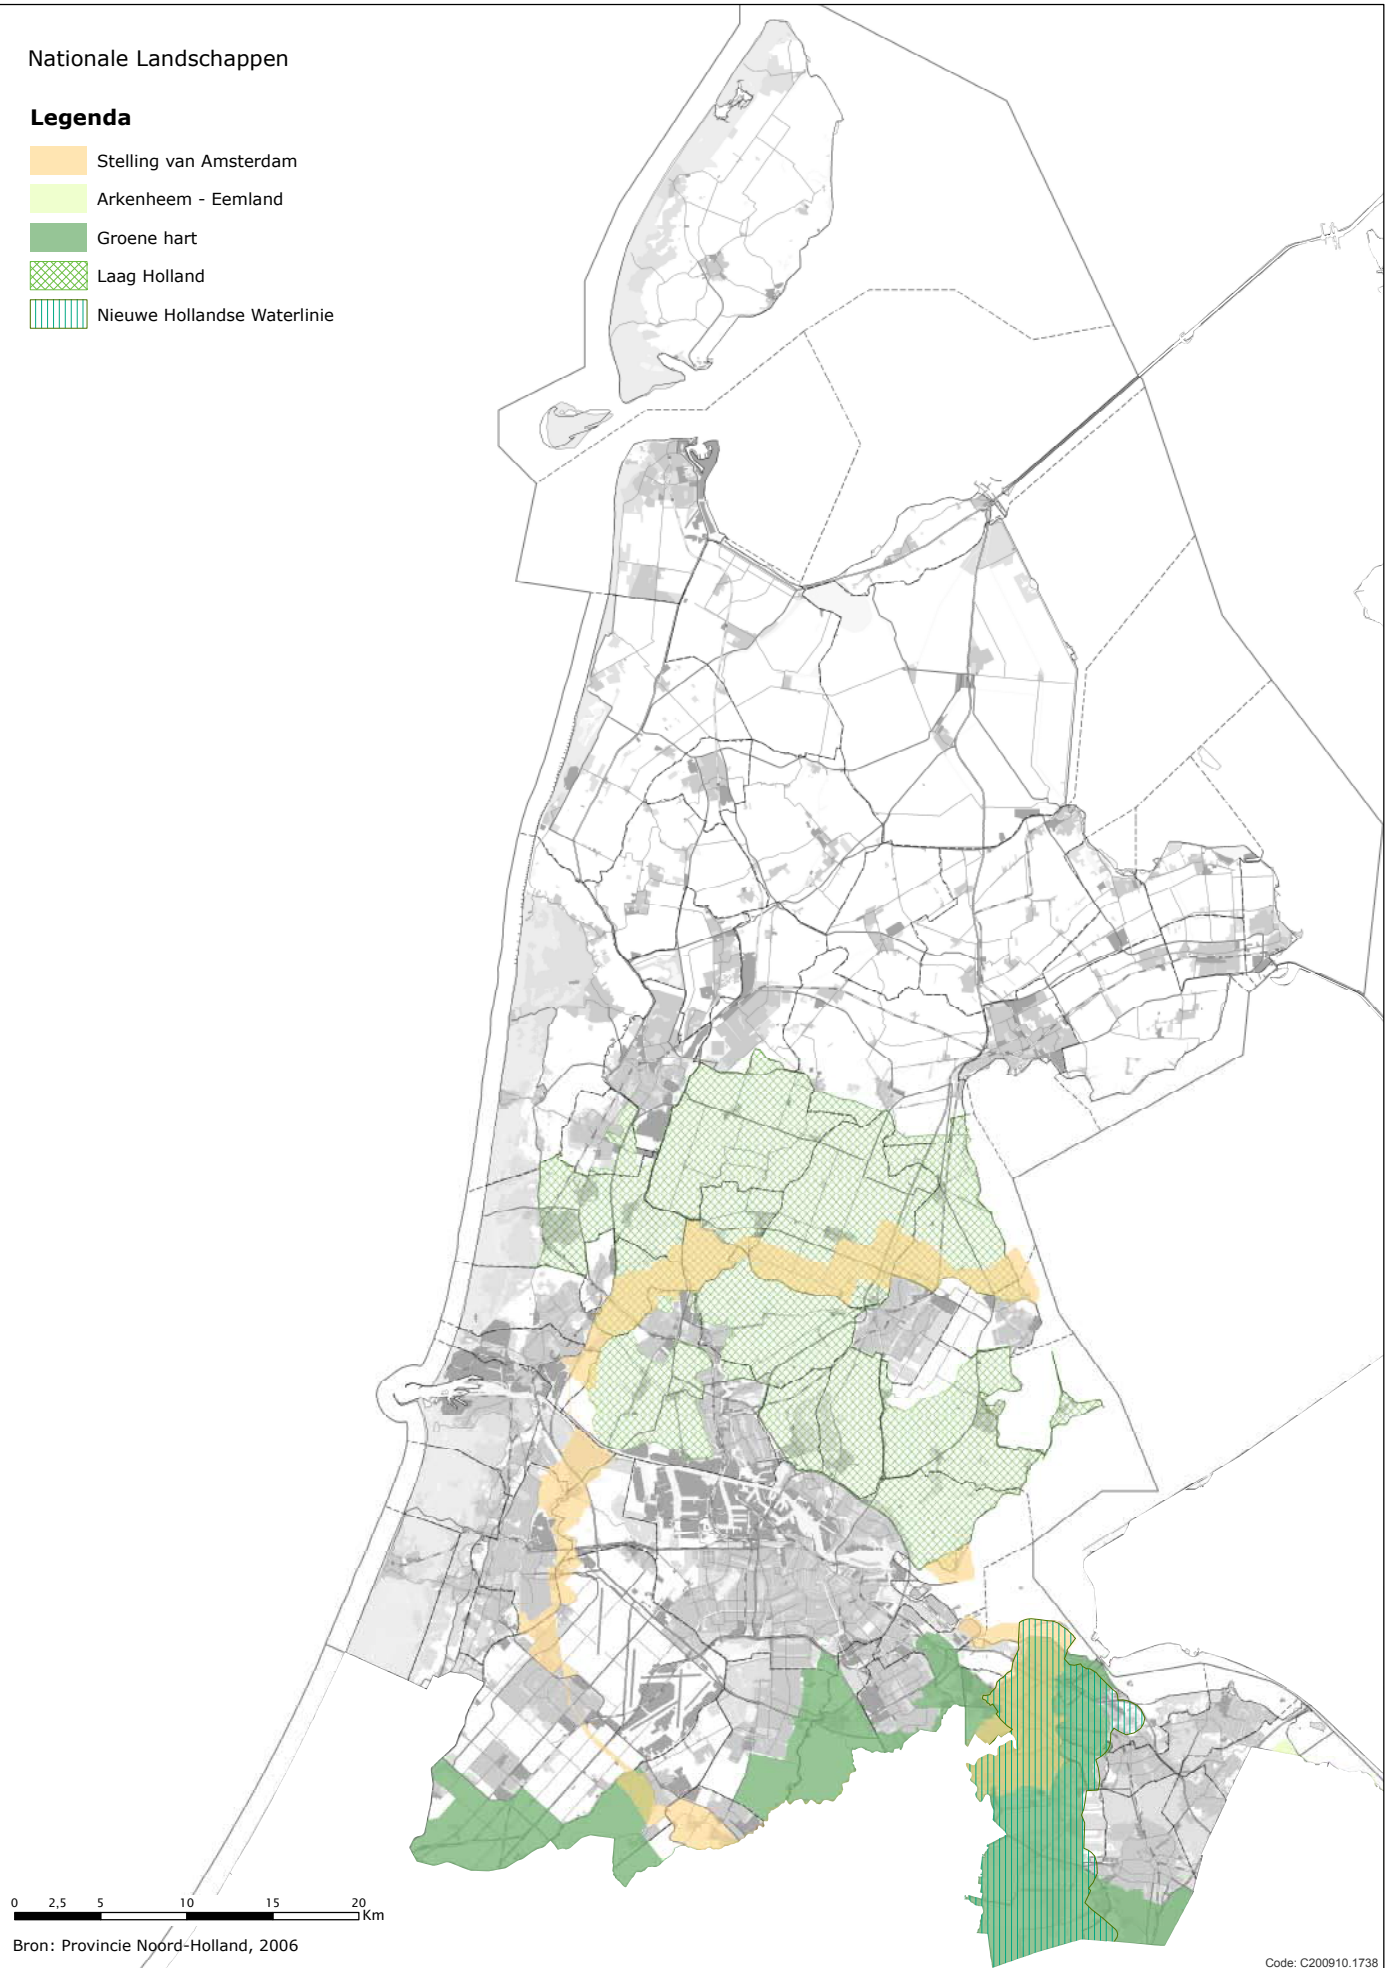 Nationale Landschappen
Legenda
Stelling van Amsterdam
Arkenheem - Eemland
Groene hart
Laag Holland
Nieuwe Hollandse Waterlinie
0 2,5 5 10 15 20
Km
Bron: Provincie Noord-Holland, 2006
Code: C200910.1738